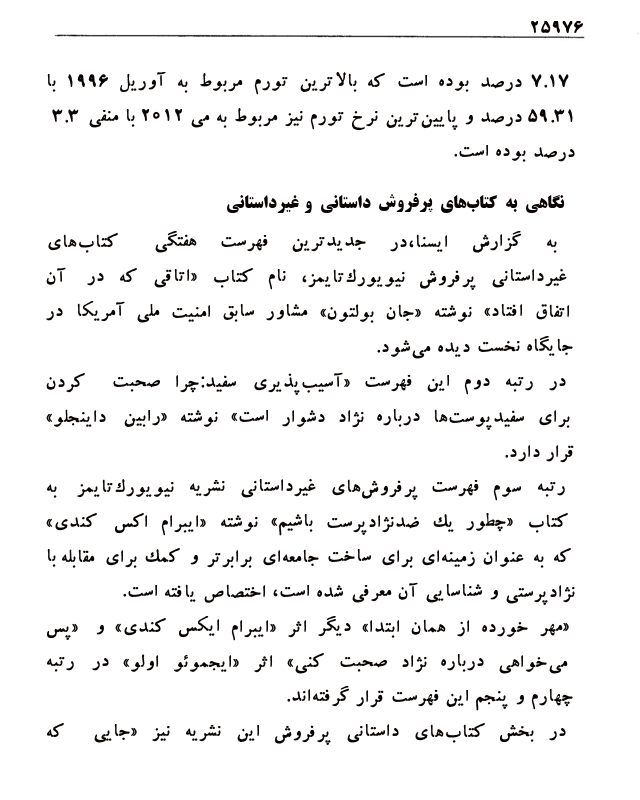 ۲۵۹۷۶
۷.۱۷ درصد بوده است که بالاترین تورم مربوط به آوریل ۱۹۹۶ با
۵۹.۳۱ درصد و پایین‌ترین نرخ تورم نیز مربوط به می ۲۰۱۲ با منفی ۳.۳
درصد بوده است.
نگاهی به کتاب‌های پرفروش داستانی و غیرداستانی
به گزارش ایسنا،در جدیدترین فهرست هفتگی کتاب‌های
غیرداستانی پرفروش نیویورك‌تایمز، نام کتاب «اتاقی که در آن
اتفاق افتاد» نوشته «جان بولتون» مشاور سابق امنیت ملی آمریکا در
جایگاه نخست دیده می‌شود.
در رتبه دوم این فهرست «آسیب‌پذیری سفید:چرا صحبت کردن
برای سفیدپوست‌ها درباره نژاد دشوار است» نوشته «رابین داینجلو»
قرار دارد.
رتبه سوم فهرست پرفروش‌های غیرداستانی نشریه نیویورك‌تایمز به
کتاب «چطور یك ضدنژادپرست باشیم» نوشته «ایبرام اکس کندی»
که به عنوان زمینه‌ای برای ساخت جامعه‌ای برابرتر و کمك برای مقابله با
نژادپرستی و شناسایی آن معرفی شده است، اختصاص یافته است.
«مهر خورده از همان ابتدا» دیگر اثر «ایبرام ایکس کندی» و «پس
می‌خواهی درباره نژاد صحبت کنی» اثر «ایجموئو اولو» در رتبه
چهارم و پنجم این فهرست قرار گرفته‌اند.
در بخش کتاب‌های داستانی پرفروش این نشریه نیز «جایی که